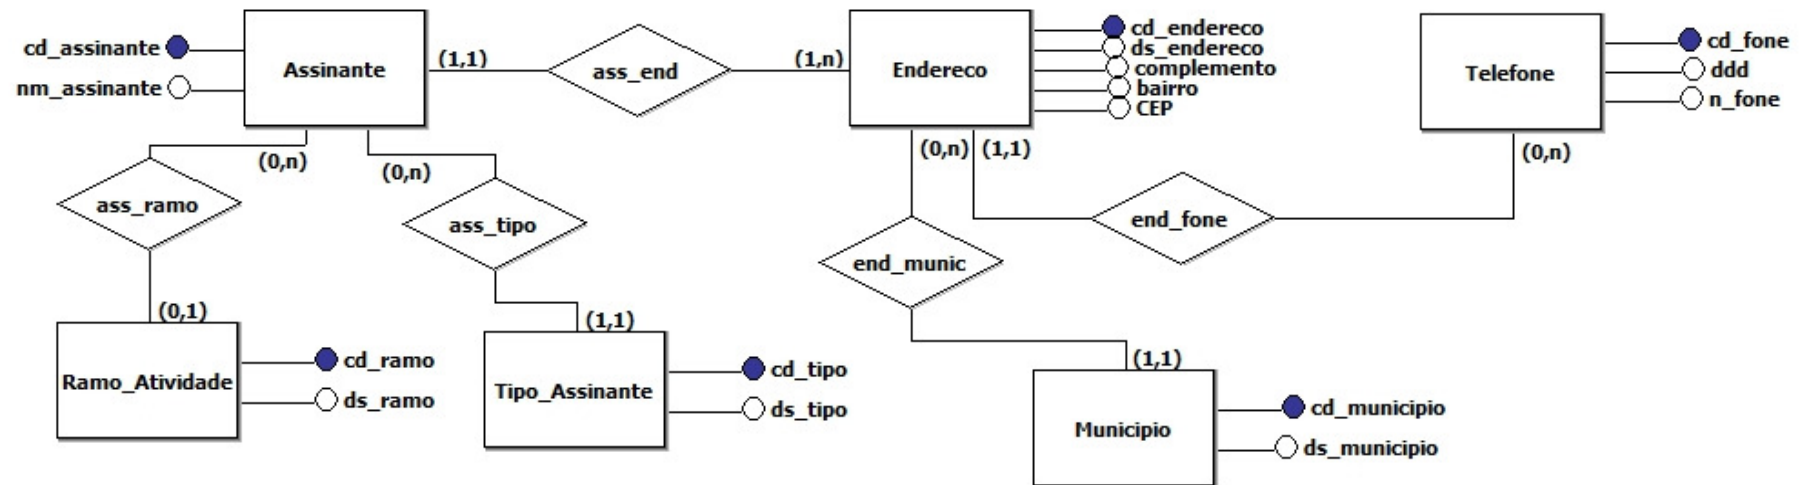 cd_assinante
nm_assinante
Assinante
(1,1)
ass_end
(1,n)
Endereco
cd_endereco
ds_endereco
complemento
bairro
CEP
Telefone
cd_fone
ddd
n_fone
(0,n)
(0,n)
(0,n)
(1,1)
(0,n)
ass_ramo
ass_tipo
end_munic
end_fone
(0,1)
(1,1)
(1,1)
Ramo_Atividade
cd_ramo
ds_ramo
Tipo_Assinante
cd_tipo
ds_tipo
Municipio
cd_municipio
ds_municipio